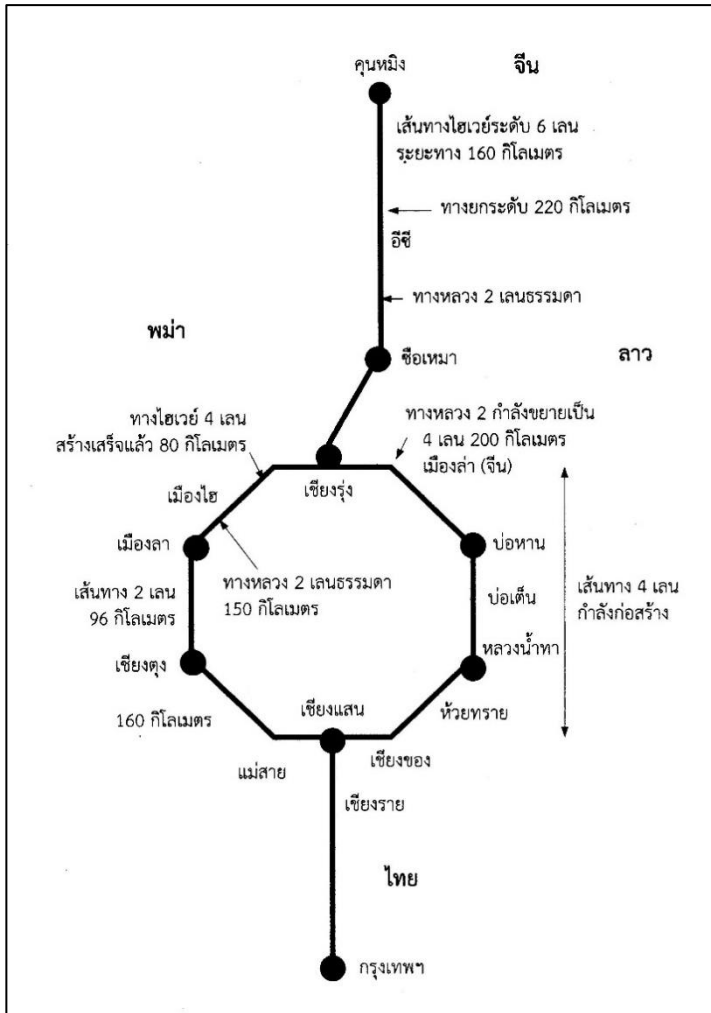 คุนหมิง
จีน
เส้นทางไฮเวย์ระดับ 6 เลน
ระยะทาง 160 กิโลเมตร
ทางยกระดับ 220 กิโลเมตร
อีซี
ทางหลวง 2 เลนธรรมดา
พม่า
ซือเหมา
ลาว
ทางไฮเวย์ 4 เลน
สร้างเสร็จแล้ว 80 กิโลเมตร
ทางหลวง 2 กำลังขยายเป็น
4 เลน 200 กิโลเมตร
เมืองล่า (จีน)
เชียงรุ่ง
เมืองไฮ
เมืองลา
บ่อหาน
ทางหลวง 2 เลนธรรมดา
150 กิโลเมตร
เส้นทาง 2 เลน
96 กิโลเมตร
บ่อเต็น
เส้นทาง 4 เลน
กำลังก่อสร้าง
เชียงตุง
หลวงน้ำทา
160 กิโลเมตร
เชียงแสน
ห้วยทราย
แม่สาย
เชียงของ
เชียงราย
ไทย
กรุงเทพฯ